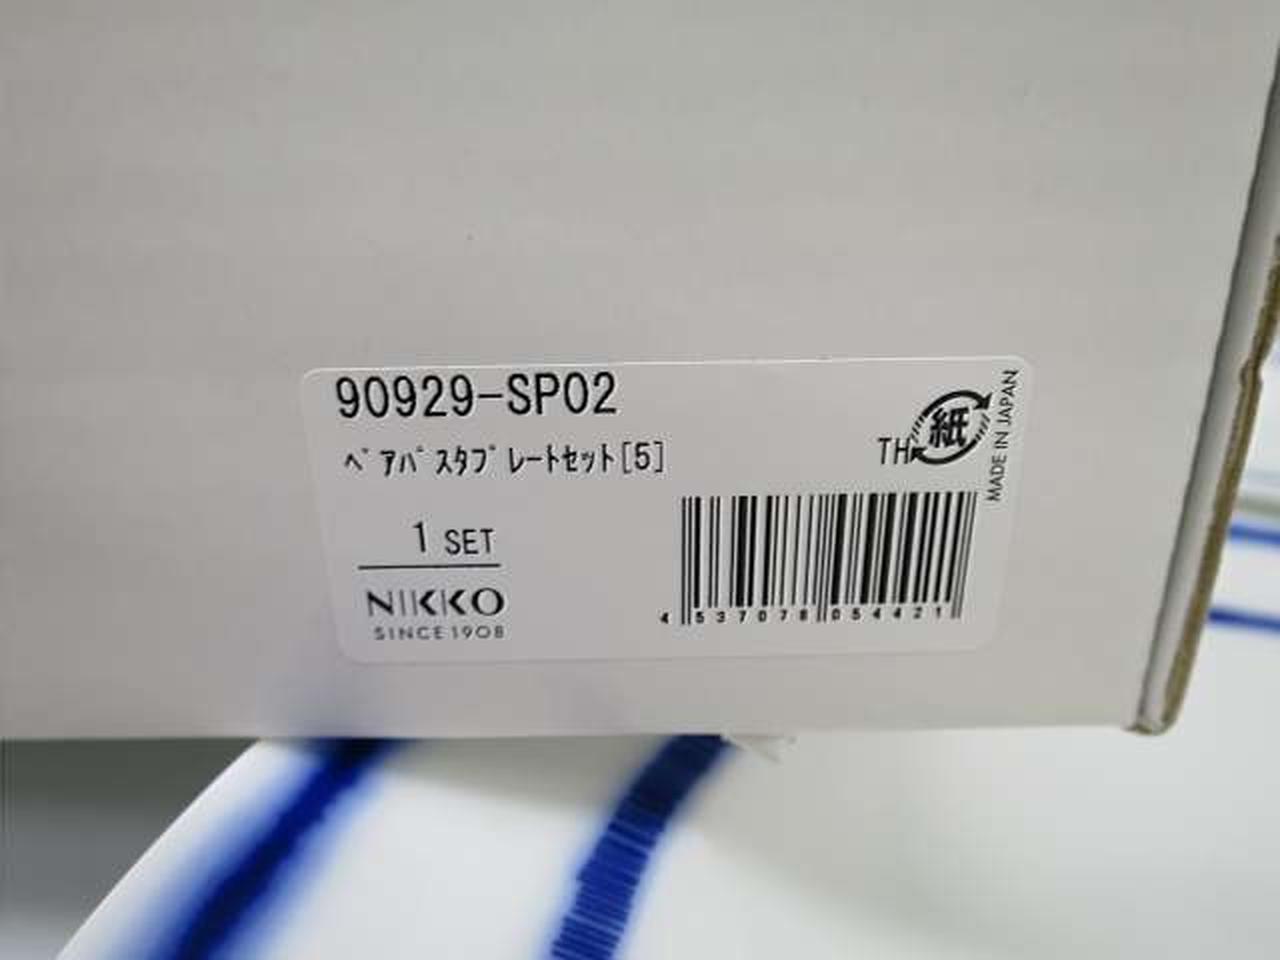 90929-SP02
ﾍﾟｱﾊﾟｽﾀﾌﾟﾚｰﾄｾｯﾄ[5]
TH
紙
MADE IN JAPAN
1 SET
NIKKO
SINCE 1908
4 537078 054421